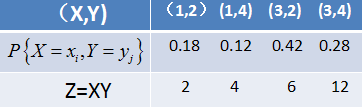 （X,Y) （1,2） (1,4) (3,2) (3,4)
P{X = xᵢ, Y = yⱼ} 0.18 0.12 0.42 0.28
Z=XY 2 4 6 12